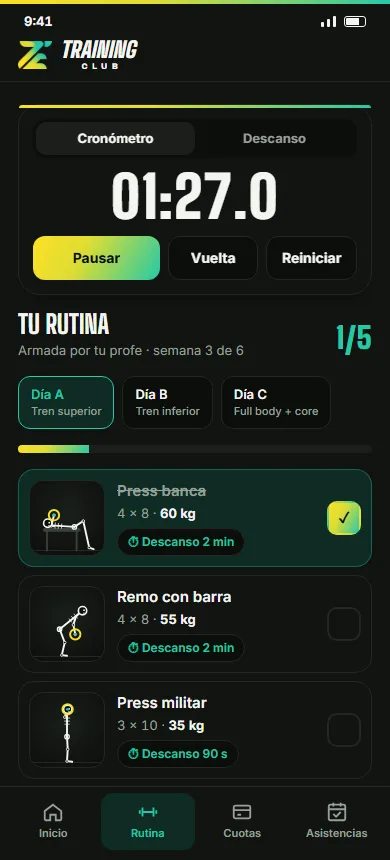 9:41
TRAINING
CLUB
Cronómetro
Descanso
01:27.0
Pausar
Vuelta
Reiniciar
TU RUTINA
Armada por tu profe · semana 3 de 6
1/5
Día A
Tren superior
Día B
Tren inferior
Día C
Full body + core
Press banca
4 × 8 · 60 kg
⏱ Descanso 2 min
✓
Remo con barra
4 × 8 · 55 kg
⏱ Descanso 2 min
Press militar
3 × 10 · 35 kg
⏱ Descanso 90 s
Inicio
Rutina
Cuotas
Asistencias